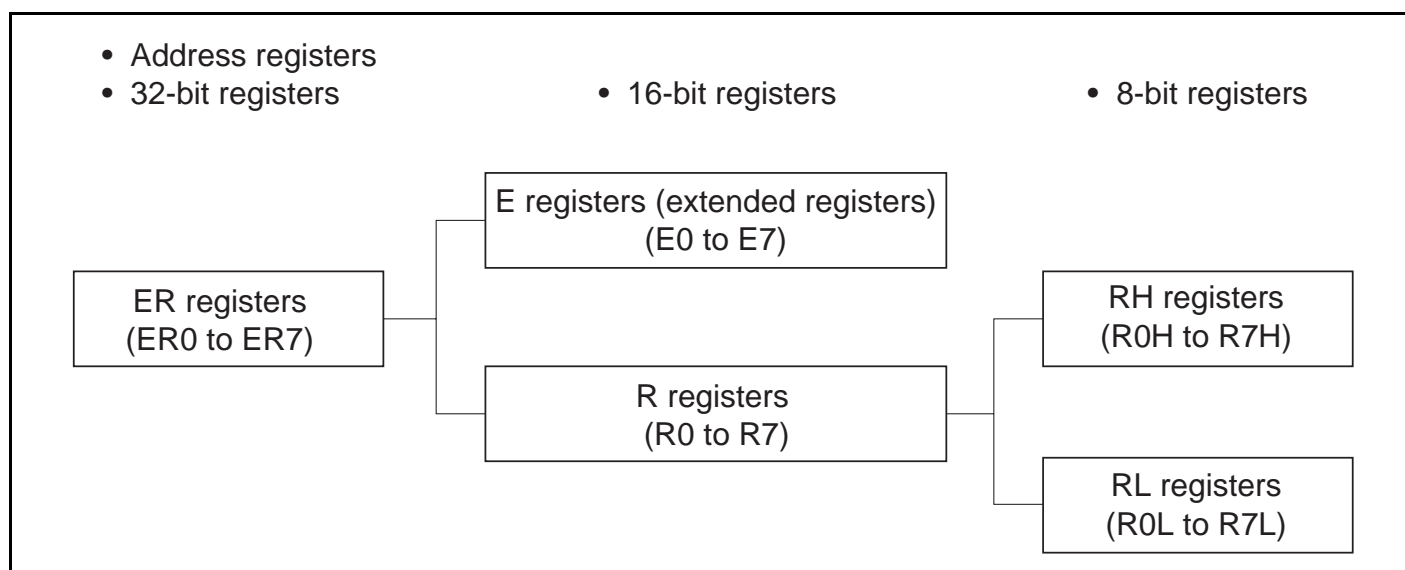 • Address registers
• 32-bit registers
• 16-bit registers
• 8-bit registers
E registers (extended registers)
(E0 to E7)
ER registers
(ER0 to ER7)
RH registers
(R0H to R7H)
R registers
(R0 to R7)
RL registers
(R0L to R7L)